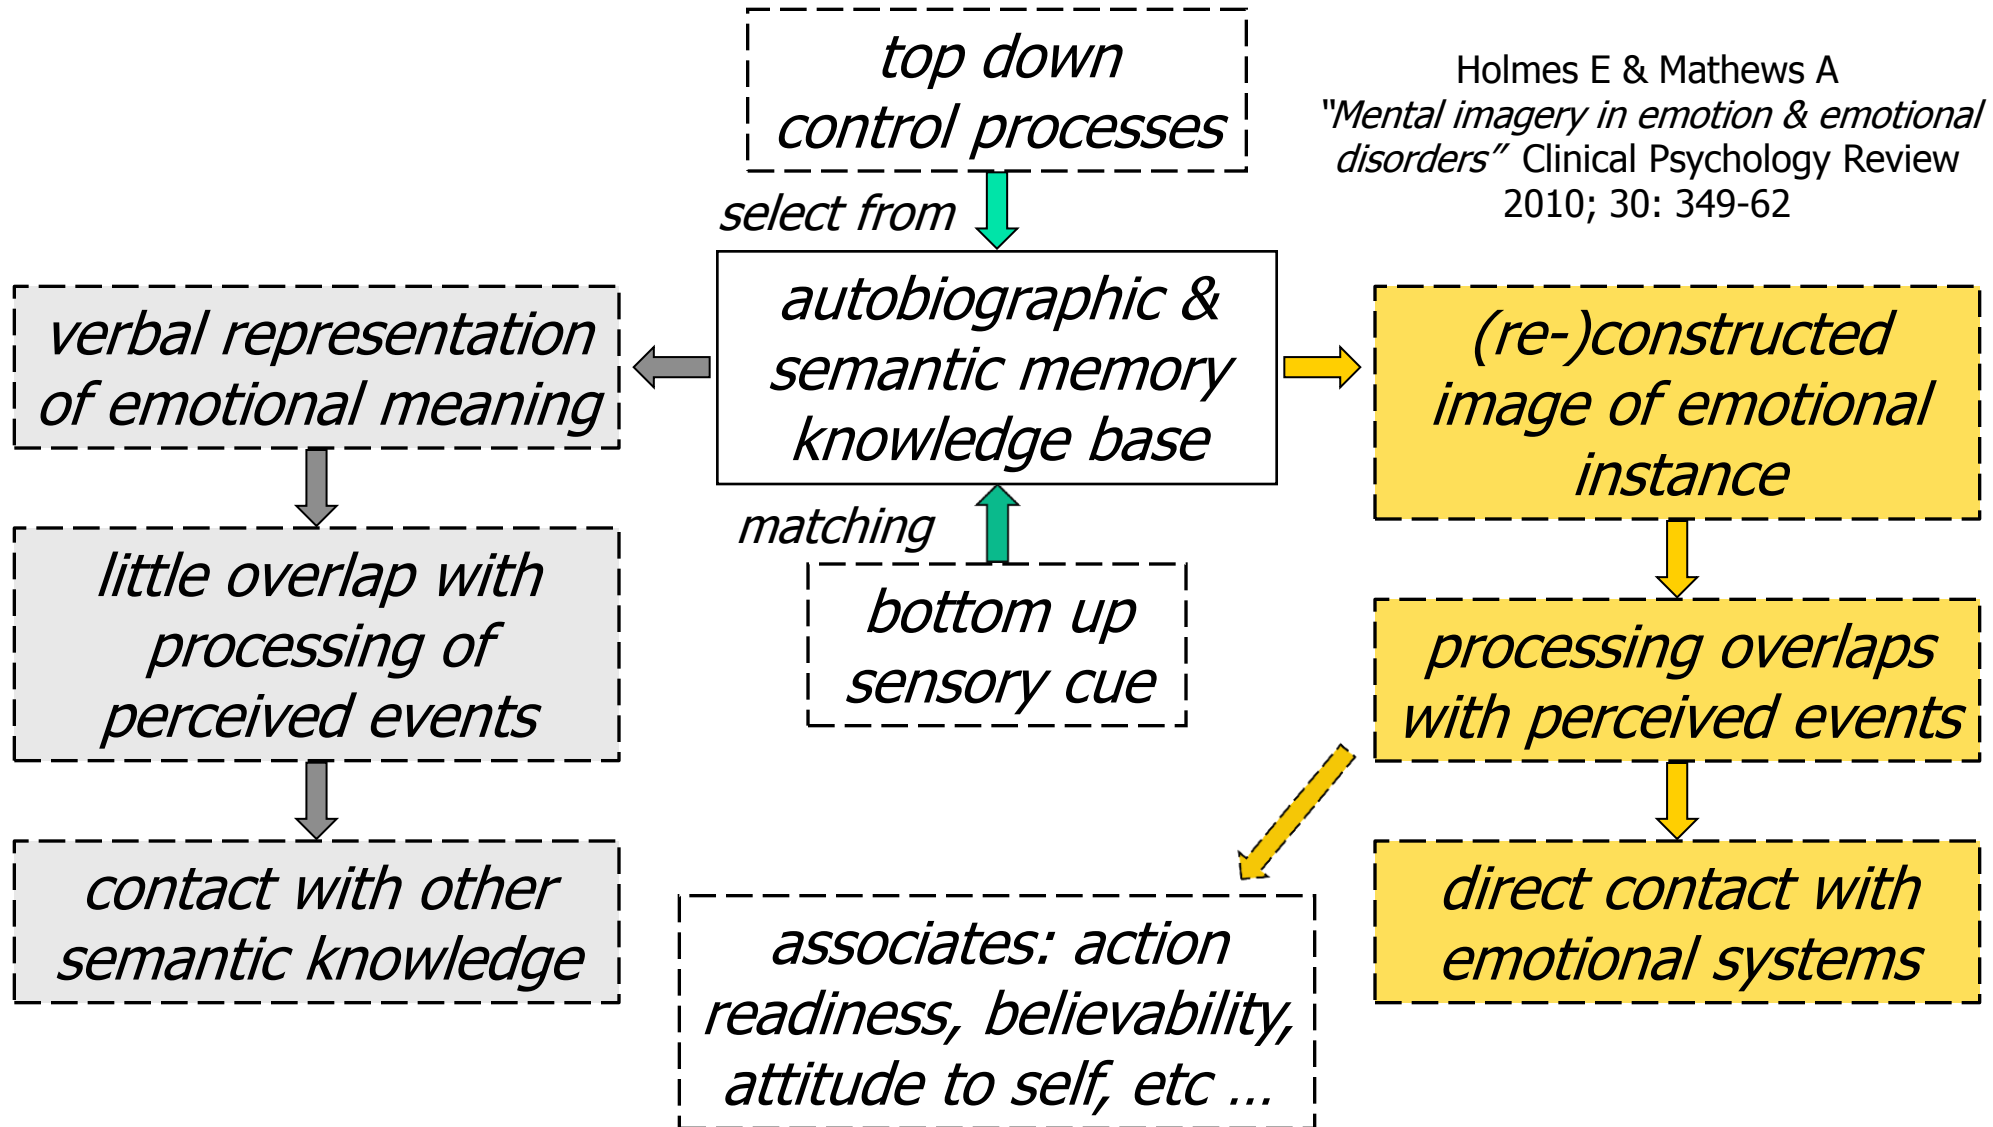 top down
control processes
Holmes E & Mathews A
“Mental imagery in emotion & emotional
disorders” Clinical Psychology Review
2010; 30: 349-62
select from
autobiographic &
semantic memory
knowledge base
verbal representation
of emotional meaning
(re-)constructed
image of emotional
instance
matching
bottom up
sensory cue
little overlap with
processing of
perceived events
processing overlaps
with perceived events
contact with other
semantic knowledge
associates: action
readiness, believability,
attitude to self, etc …
direct contact with
emotional systems